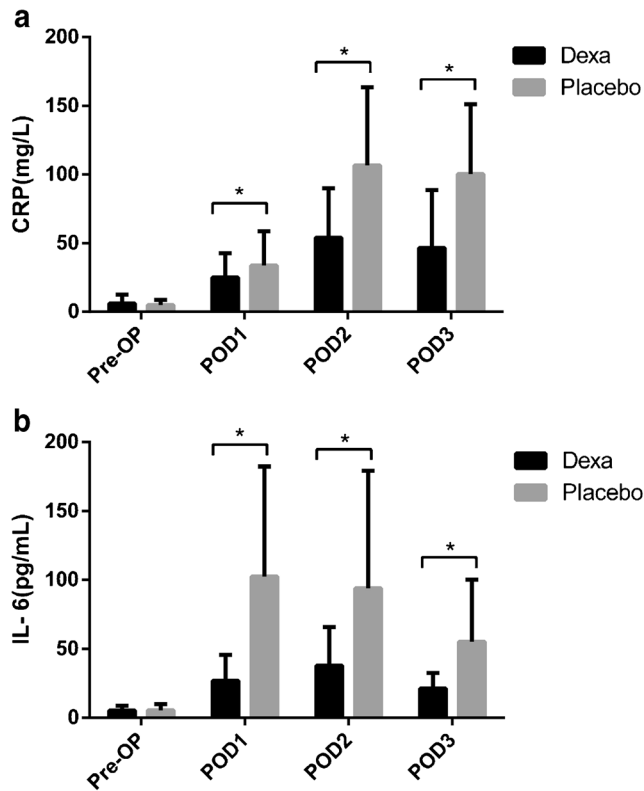 a
200
150
100
50
0
CRP(mg/L)
*
*
*
Dexa
Placebo
Pre-OP
POD1
POD2
POD3
b
200
150
100
50
0
IL- 6(pg/mL)
*
*
*
Dexa
Placebo
Pre-OP
POD1
POD2
POD3